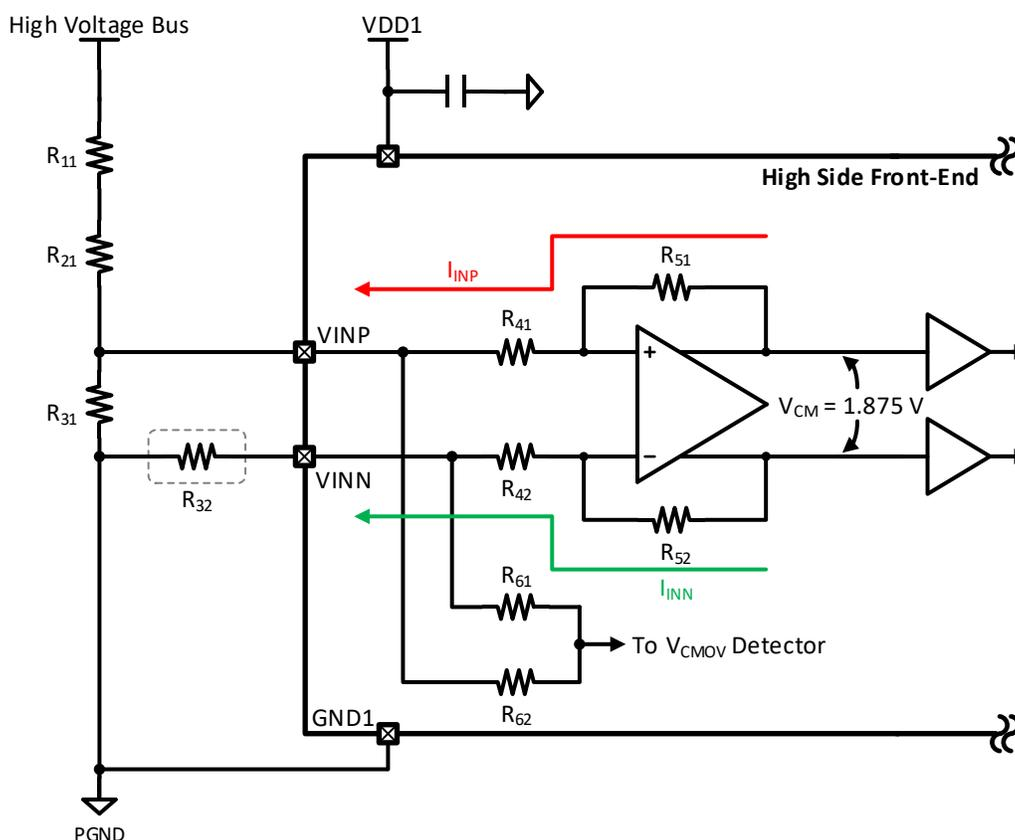 High Voltage Bus
VDD1
R11
High Side Front-End
R21
IINP
R51
VINP
R41
+
R31
VCM = 1.875 V
R32
VINN
R42
−
R52
R61
IINN
To VCMOV Detector
R62
GND1
PGND